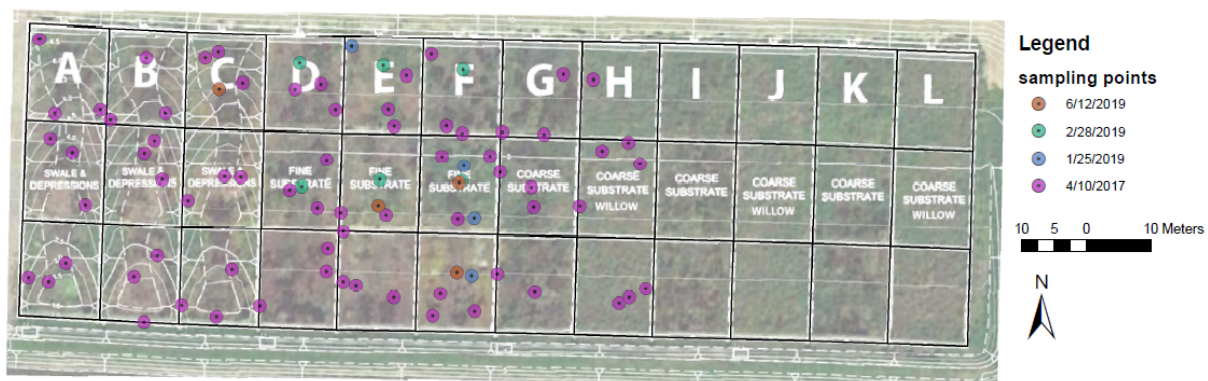 A B C D E F G H I J K L
SWALE & DEPRESSIONS
SWALE & DEPRESSIONS
SWALE & DEPRESSIONS
FINE SUBSTRATE
FINE SUBSTRATE
FINE SUBSTRATE
COARSE SUBSTRATE
COARSE SUBSTRATE WILLOW
COARSE SUBSTRATE
COARSE SUBSTRATE WILLOW
COARSE SUBSTRATE
COARSE SUBSTRATE WILLOW
Legend
sampling points
6/12/2019
2/28/2019
1/25/2019
4/10/2017
10 5 0 10 Meters
N